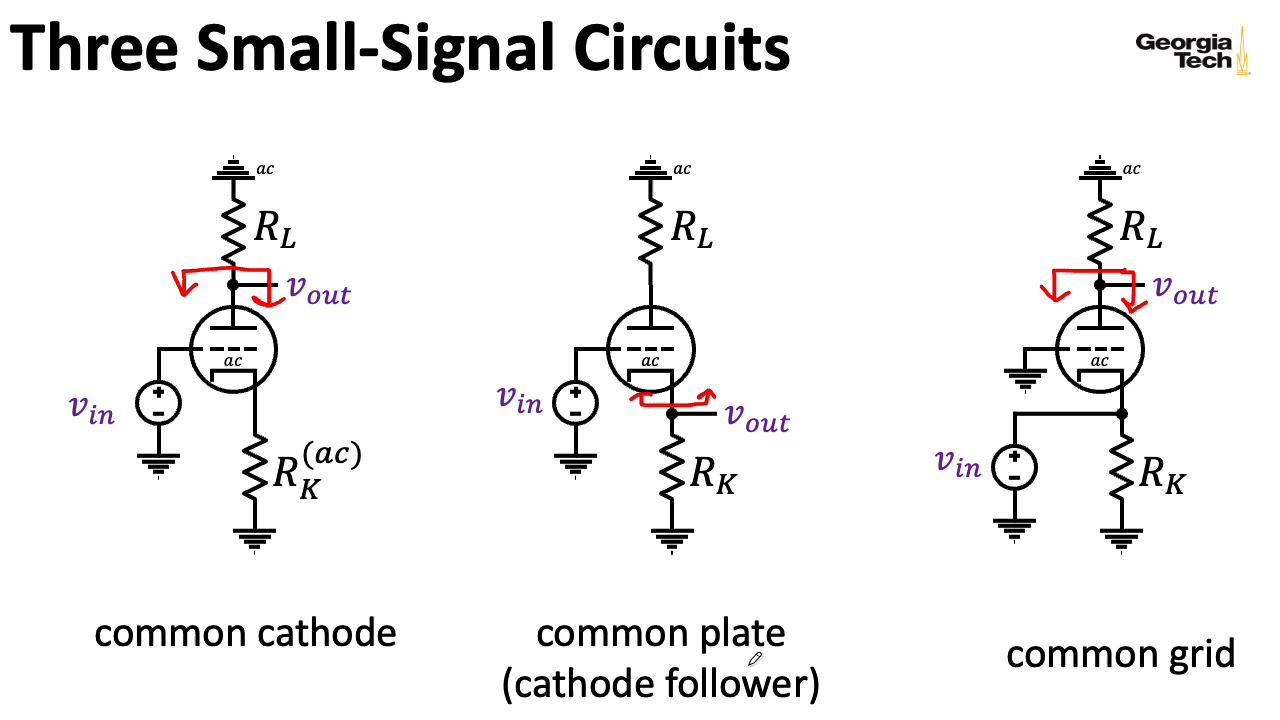 Three Small-Signal Circuits
Georgia
Tech
ac
R_L
v_out
ac
v_in
+
-
R_K^(ac)
common cathode
ac
R_L
ac
v_in
+
-
v_out
R_K
common plate
(cathode follower)
ac
R_L
v_out
ac
v_in
+
-
R_K
common grid